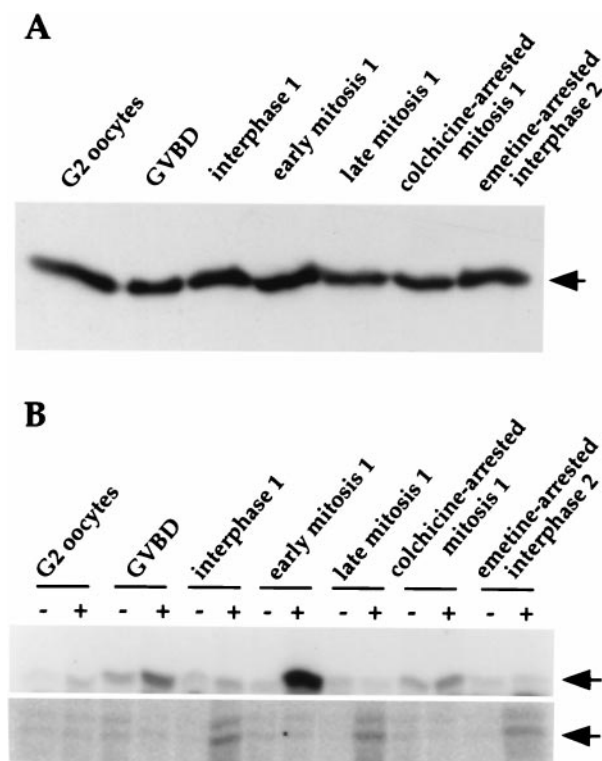 A
G2 oocytes
GVBD
interphase 1
early mitosis 1
late mitosis 1
colchicine-arrested
mitosis 1
emetine-arrested
interphase 2
B
G2 oocytes
GVBD
interphase 1
early mitosis 1
late mitosis 1
colchicine-arrested
mitosis 1
emetine-arrested
interphase 2
- + - + - + - + - + - + - +